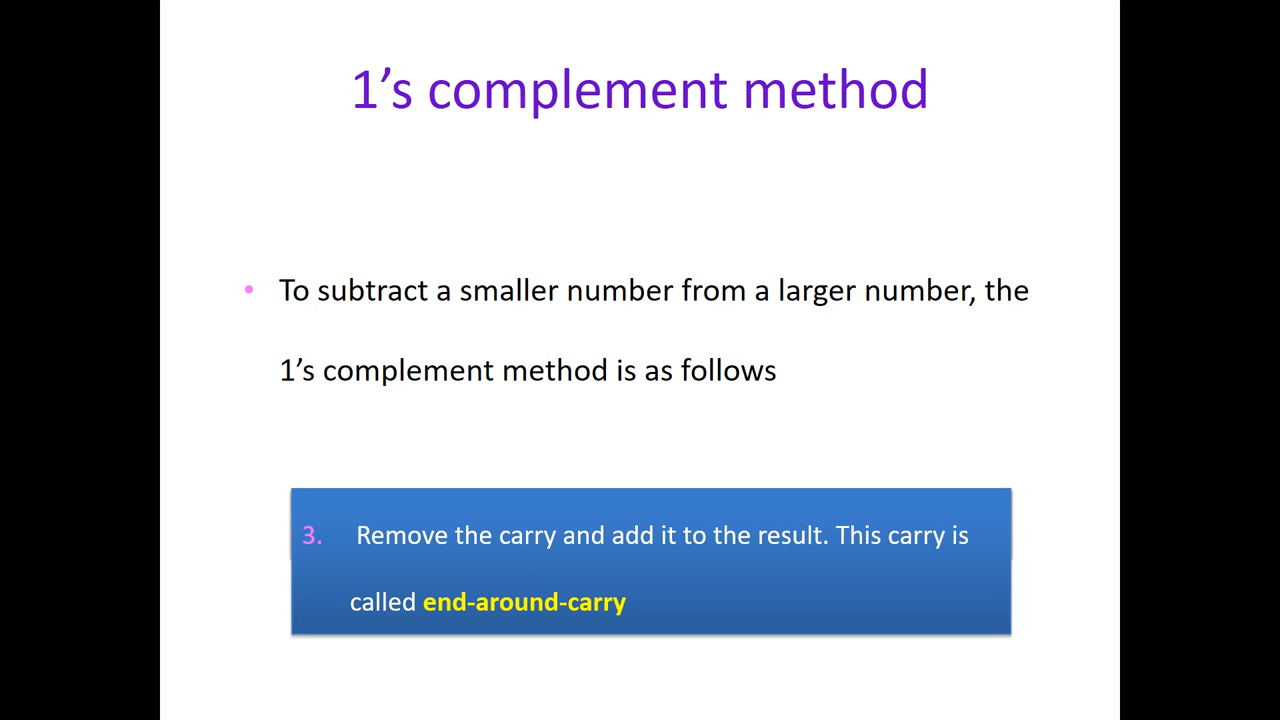 1’s complement method
• To subtract a smaller number from a larger number, the
1’s complement method is as follows
3. Remove the carry and add it to the result. This carry is
called end-around-carry